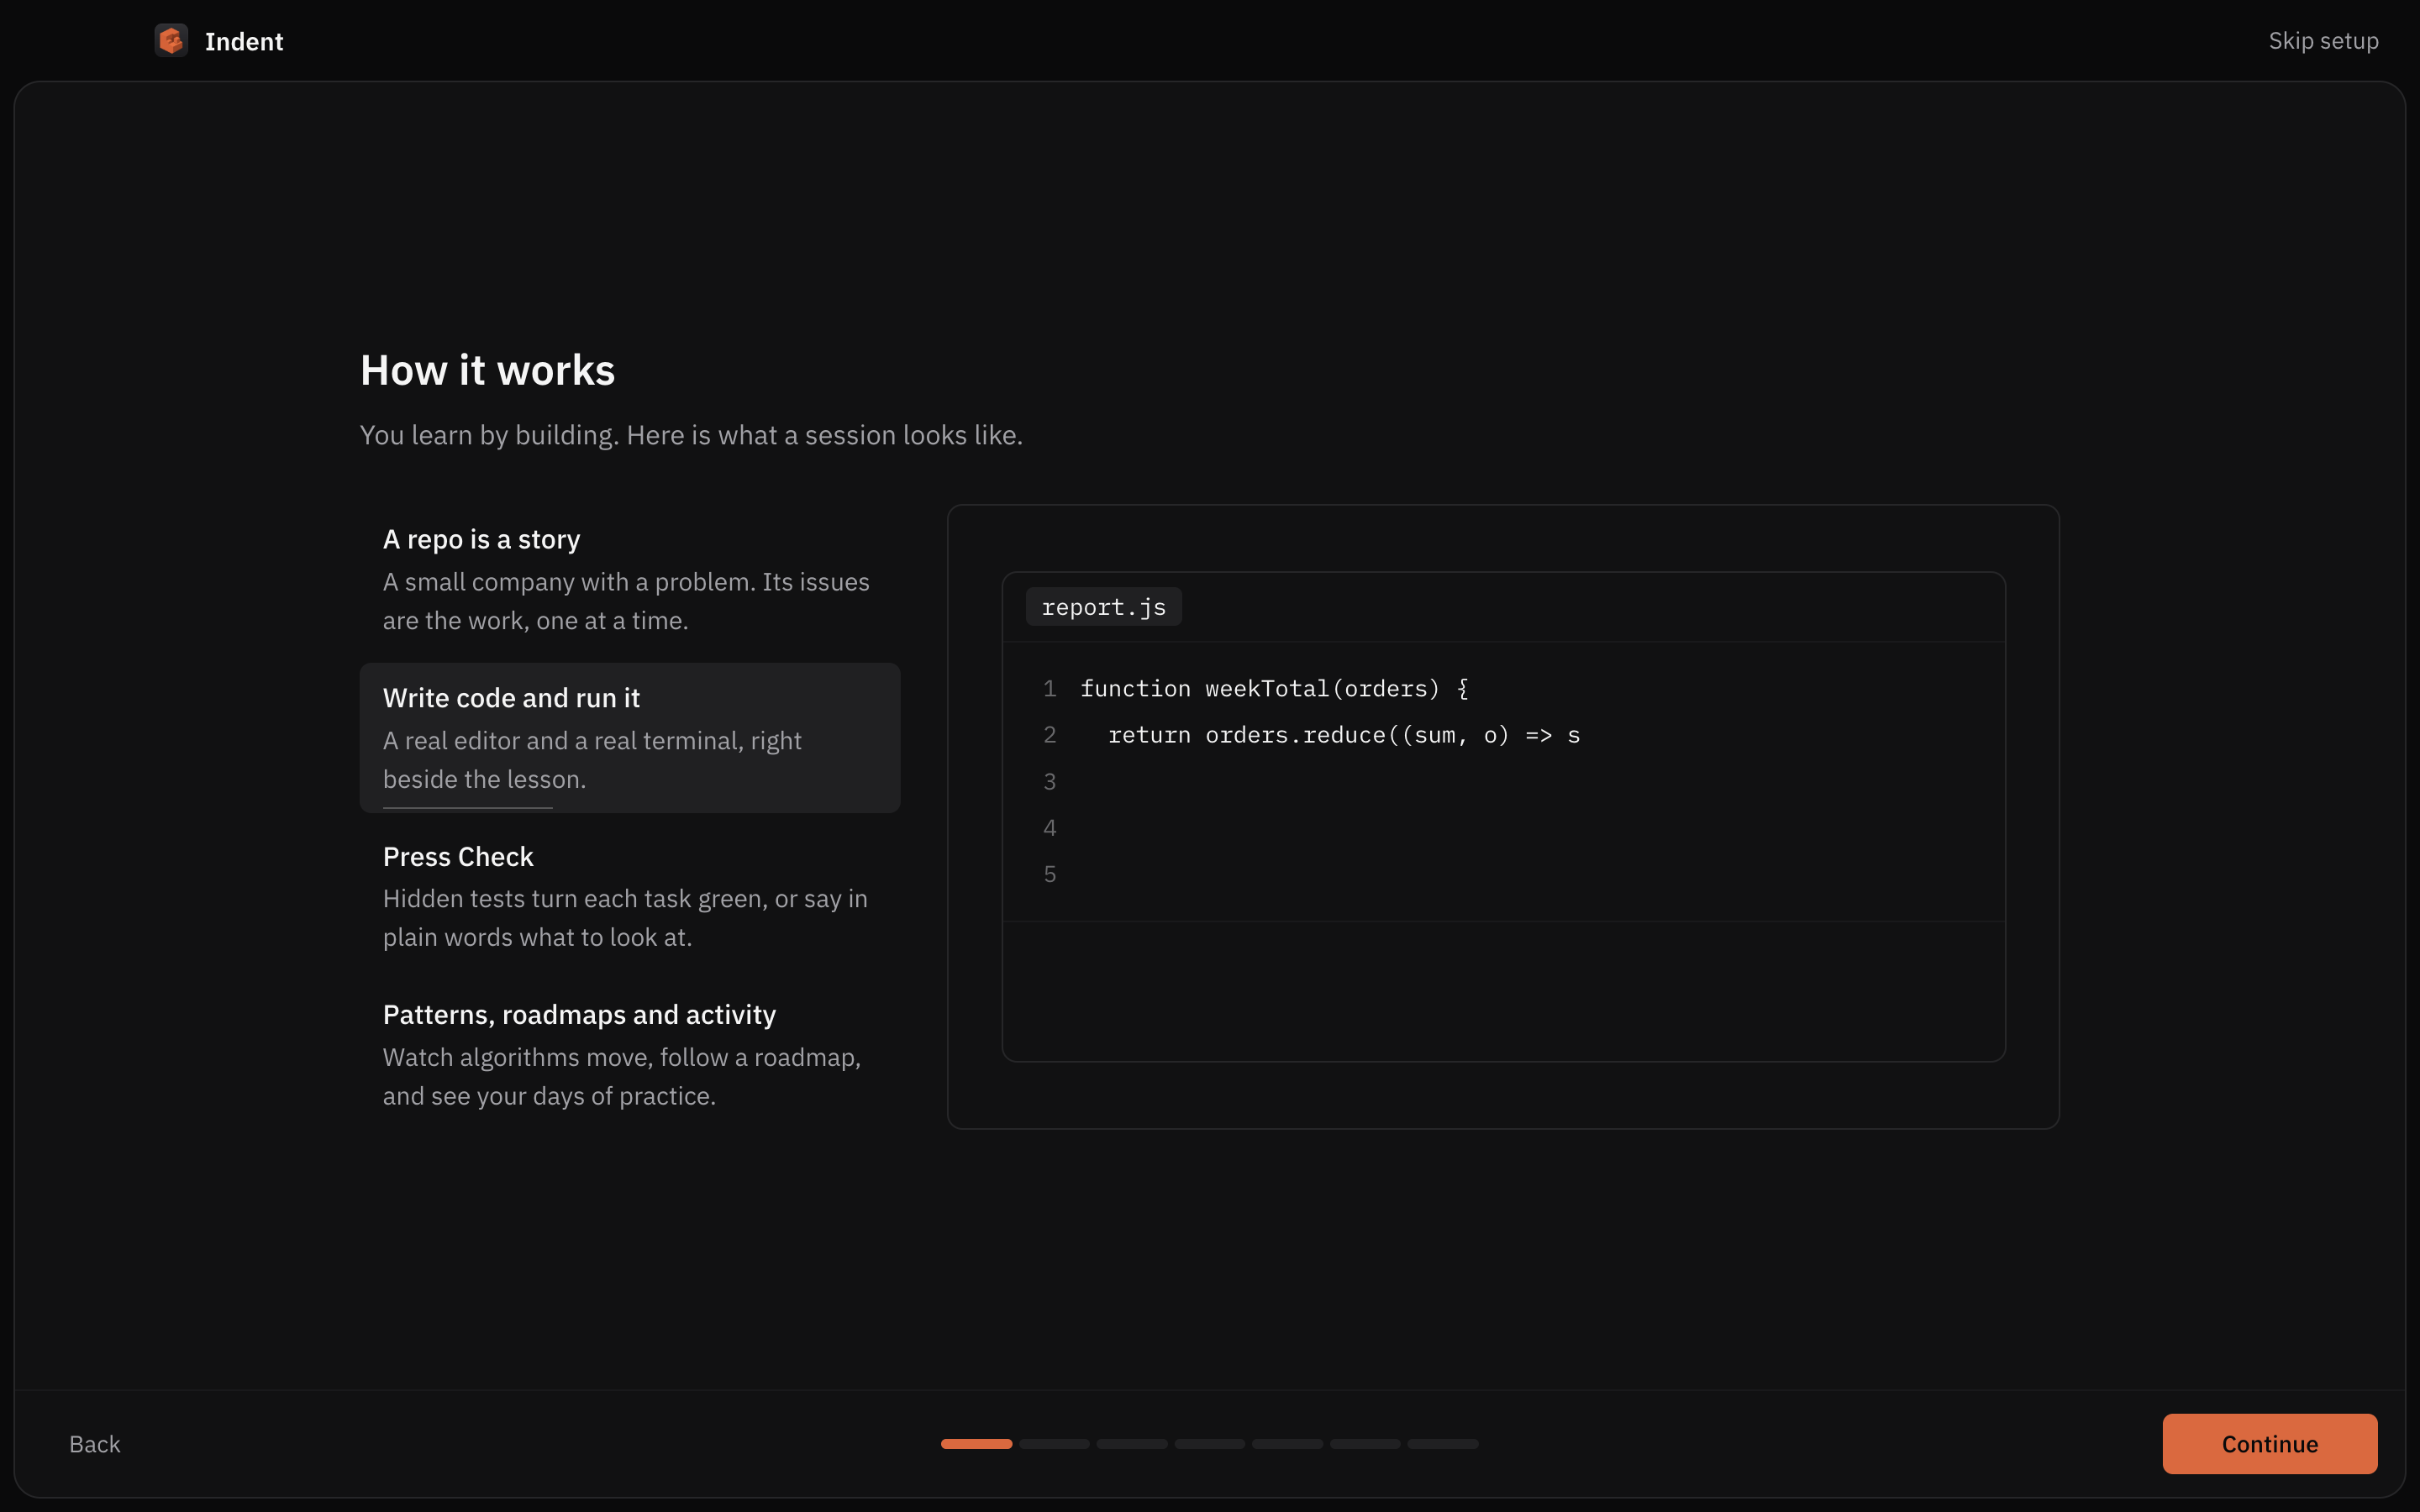 Indent
Skip setup
How it works
You learn by building. Here is what a session looks like.
A repo is a story
A small company with a problem. Its issues
are the work, one at a time.
Write code and run it
A real editor and a real terminal, right
beside the lesson.
Press Check
Hidden tests turn each task green, or say in
plain words what to look at.
Patterns, roadmaps and activity
Watch algorithms move, follow a roadmap,
and see your days of practice.
report.js
1 function weekTotal(orders) {
2   return orders.reduce((sum, o) => s
3
4
5
Back
Continue